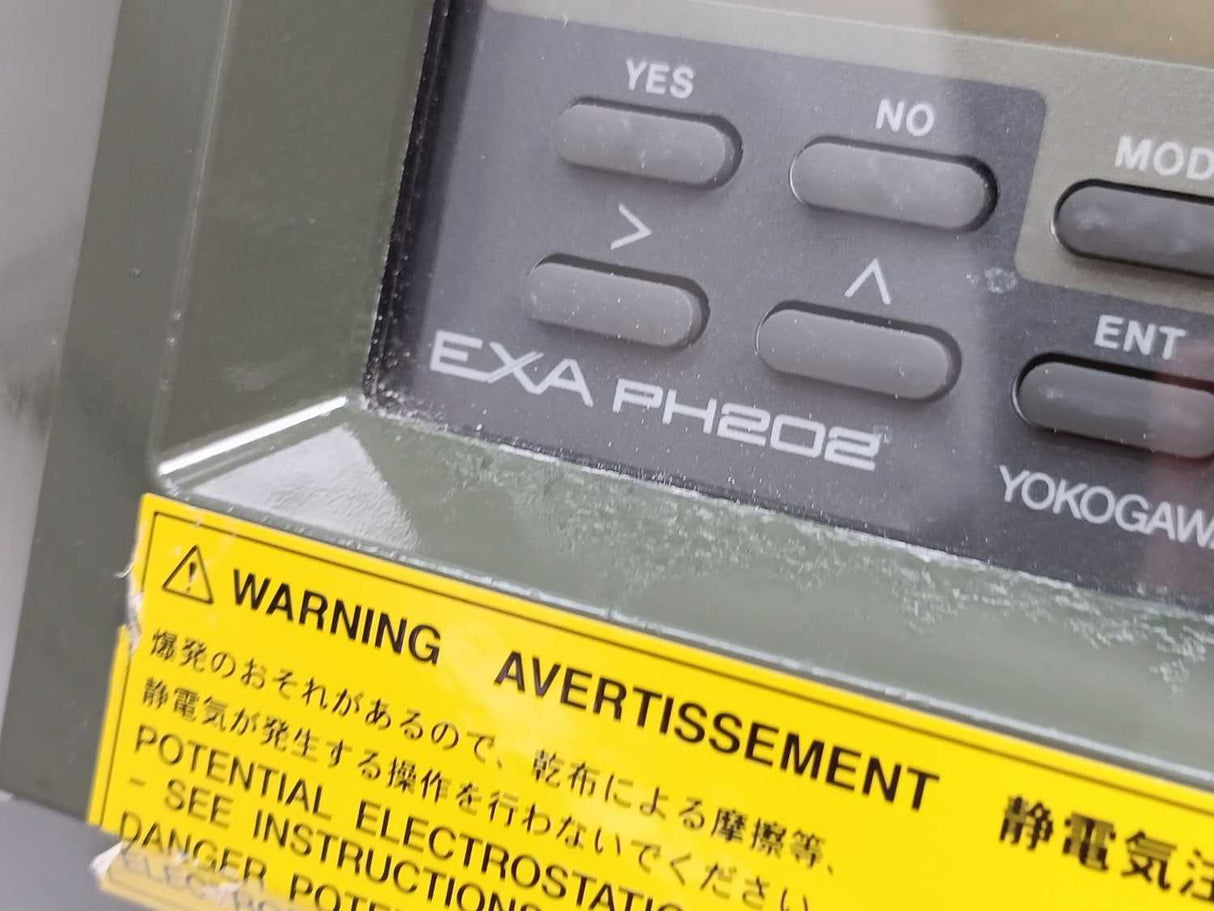 YES
NO
MOD
>
∧
ENT
EXA PH202
YOKOGAWA
WARNING AVERTISSEMENT 静電気注
爆発のおそれがあるので、乾布による摩擦等、
静電気が発生する操作を行わないでください
POTENTIAL ELECTROSTATIC
- SEE INSTRUCTIONS
DANGER POTE